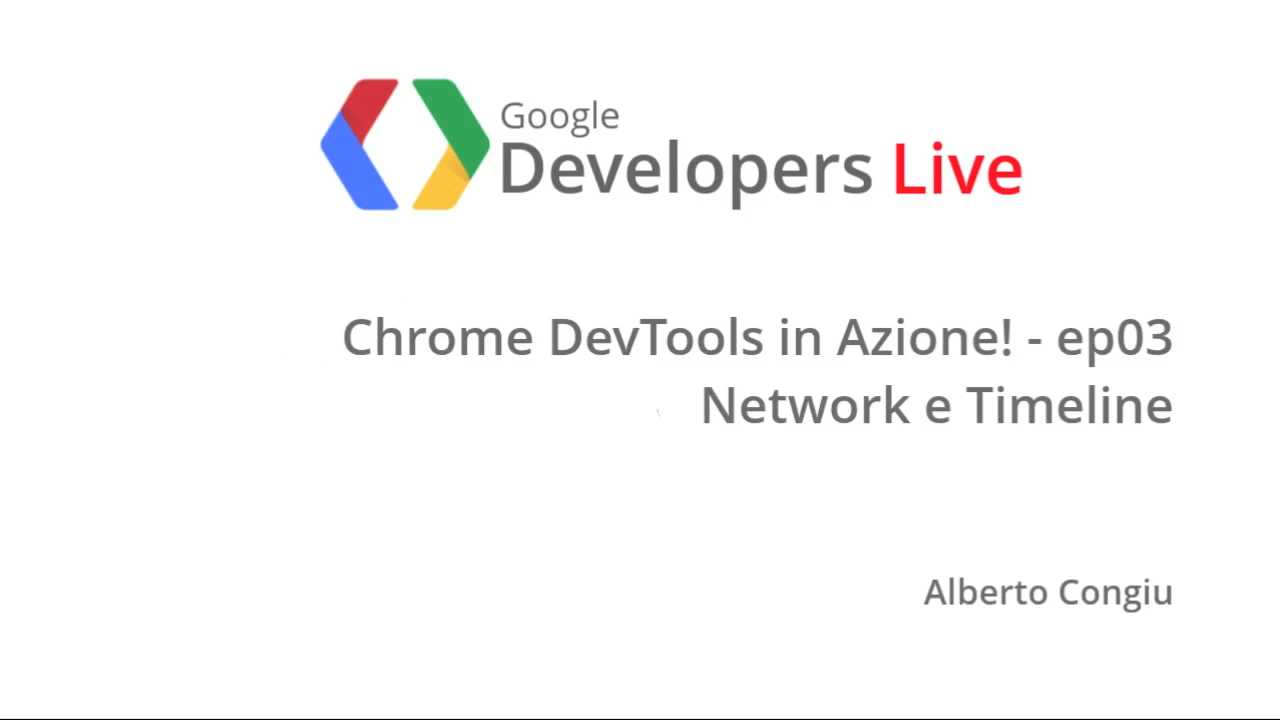 Google
Developers Live
Chrome DevTools in Azione! - ep03
Network e Timeline
Alberto Congiu